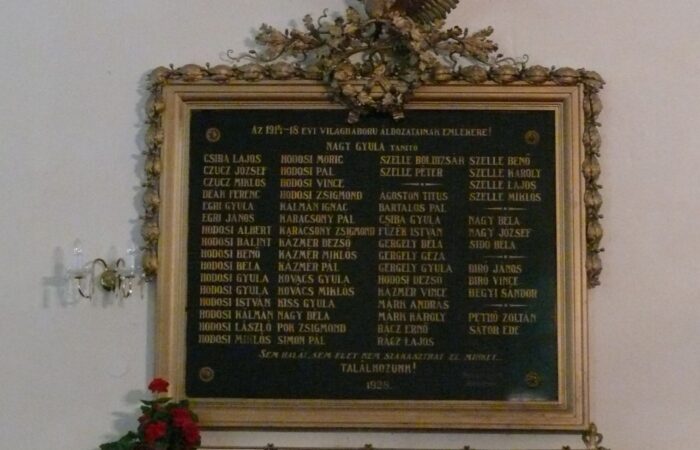 AZ 1914-18 ÉVI VILÁGHÁBORÚ ÁLDOZATAINAK EMLÉKÉRE!
NAGY GYULA TANÍTÓ
CSIBA LAJOS
CZUCZ JÓZSEF
CZUCZ MIKLÓS
DEÁK FERENC
EGRI GYULA
EGRI JÁNOS
HODOSI ALBERT
HODOSI BÁLINT
HODOSI BENŐ
HODOSI BÉLA
HODOSI GYULA
HODOSI GYULA
HODOSI ISTVÁN
HODOSI KÁLMÁN
HODOSI LÁSZLÓ
HODOSI MIKLÓS
HODOSI MÓRIC
HODOSI PÁL
HODOSI VINCE
HODOSI ZSIGMOND
KÁLMÁN IGNÁC
KARÁCSONY PÁL
KARÁCSONY ZSIGMOND
KÁZMÉR DEZSŐ
KÁZMÉR MIKLÓS
KÁZMÉR PÁL
KOVÁCS GYULA
KOVÁCS MIKLÓS
KISS GYULA
NAGY BÉLA
PÓK ZSIGMOND
SIMON PÁL
SZELLE BOLDIZSÁR
SZELLE PÉTER
ÁGOSTON TITUS
BARTALOS PÁL
CSIBA GYULA
FÜZÉK ISTVÁN
GERGELY BÉLA
GERGELY GÉZA
GERGELY GYULA
HODOSI DEZSŐ
KÁZMÉR VINCE
MARK ANDRÁS
MARK KÁROLY
RÁCZ ERNŐ
RÁCZ LAJOS
SZELLE BENŐ
SZELLE KÁROLY
SZELLE LAJOS
SZELLE MIKLÓS
NAGY BÉLA
NAGY JÓZSEF
SIDÓ BÉLA
BIRÓ JÁNOS
BIRÓ VINCE
HEGYI SÁNDOR
PETHŐ ZOLTÁN
SÁTOR EDE
SEM HALÁL, SEM ÉLET NEM SZAKASZTHAT EL MINKET...
TALÁLKOZUNK!
1928.